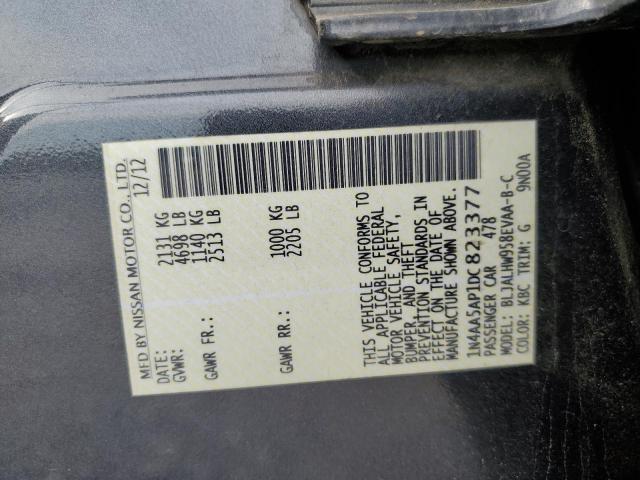 MFD BY NISSAN MOTOR CO., LTD.
DATE: 12/12
GVWR: 2131 KG
4698 LB
GAWR FR.: 1140 KG
2513 LB
GAWR RR.: 1000 KG
2205 LB
THIS VEHICLE CONFORMS TO
ALL APPLICABLE FEDERAL
MOTOR VEHICLE SAFETY,
BUMPER, AND THEFT
PREVENTION STANDARDS IN
EFFECT ON THE DATE OF
MANUFACTURE SHOWN ABOVE.
1N4AA5AP1DC823377
PASSENGER CAR 478
MODEL: BLJALHW958EVAA-B-C
COLOR: KBC TRIM: G 9N00A